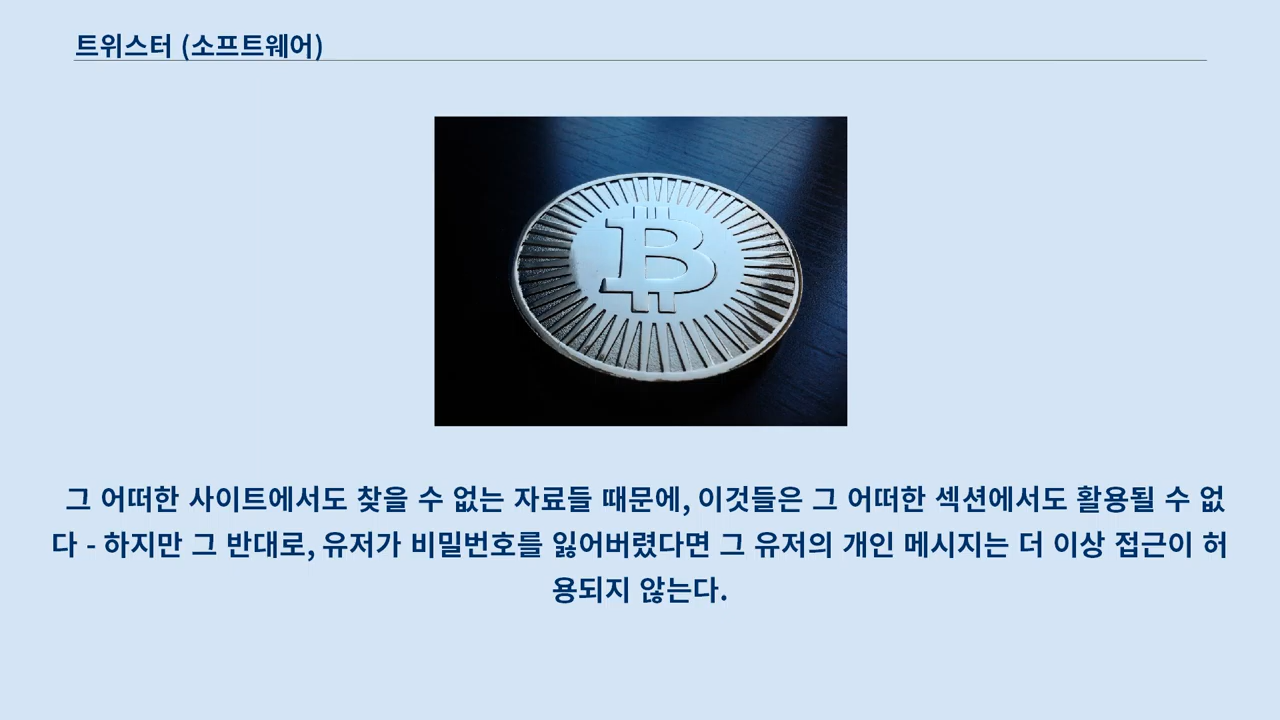 트위스터 (소프트웨어)
그 어떠한 사이트에서도 찾을 수 없는 자료들 때문에, 이것들은 그 어떠한 섹션에서도 활용될 수 없
다 - 하지만 그 반대로, 유저가 비밀번호를 잃어버렸다면 그 유저의 개인 메시지는 더 이상 접근이 허
용되지 않는다.